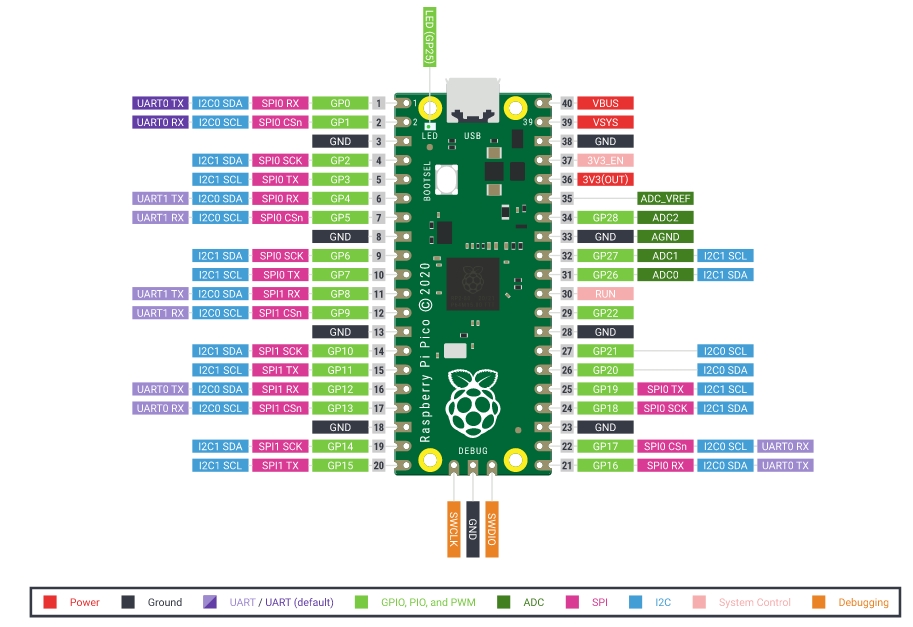 LED (GP25)
UART0 TX I2C0 SDA SPI0 RX GP0 1 1 40 VBUS
UART0 RX I2C0 SCL SPI0 CSn GP1 2 2 39 39 VSYS
LED USB
GND 3 38 GND
I2C1 SDA SPI0 SCK GP2 4 37 3V3_EN
I2C1 SCL SPI0 TX GP3 5 36 3V3(OUT)
BOOTSEL
UART1 TX I2C0 SDA SPI0 RX GP4 6 35 ADC_VREF
UART1 RX I2C0 SCL SPI0 CSn GP5 7 34 GP28 ADC2
GND 8 33 GND AGND
I2C1 SDA SPI0 SCK GP6 9 32 GP27 ADC1 I2C1 SCL
I2C1 SCL SPI0 TX GP7 10 31 GP26 ADC0 I2C1 SDA
UART1 TX I2C0 SDA SPI1 RX GP8 11 30 RUN
UART1 RX I2C0 SCL SPI1 CSn GP9 12 29 GP22
GND 13 28 GND
Raspberry Pi Pico © 2020
I2C1 SDA SPI1 SCK GP10 14 27 GP21 I2C0 SCL
I2C1 SCL SPI1 TX GP11 15 26 GP20 I2C0 SDA
UART0 TX I2C0 SDA SPI1 RX GP12 16 25 GP19 SPI0 TX I2C1 SCL
UART0 RX I2C0 SCL SPI1 CSn GP13 17 24 GP18 SPI0 SCK I2C1 SDA
GND 18 23 GND
I2C1 SDA SPI1 SCK GP14 19 22 GP17 SPI0 CSn I2C0 SCL UART0 RX
DEBUG
I2C1 SCL SPI1 TX GP15 20 21 GP16 SPI0 RX I2C0 SDA UART0 TX
SWCLK GND SWDIO
Power Ground UART / UART (default) GPIO, PIO, and PWM ADC SPI I2C System Control Debugging